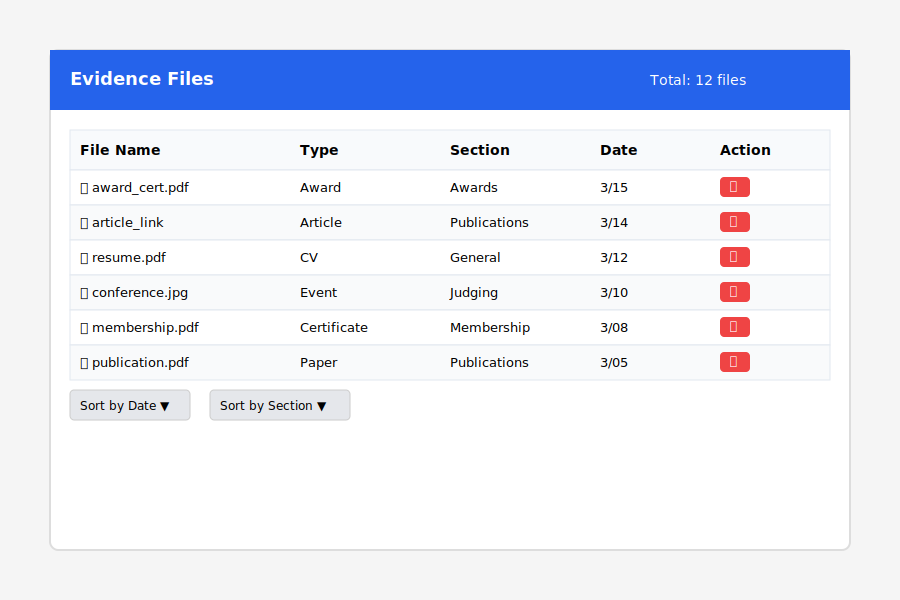 Evidence Files Total: 12 files
File Name Type Section Date Action
award_cert.pdf Award Awards 3/15
article_link Article Publications 3/14
resume.pdf CV General 3/12
conference.jpg Event Judging 3/10
membership.pdf Certificate Membership 3/08
publication.pdf Paper Publications 3/05
Sort by Date ▼ Sort by Section ▼